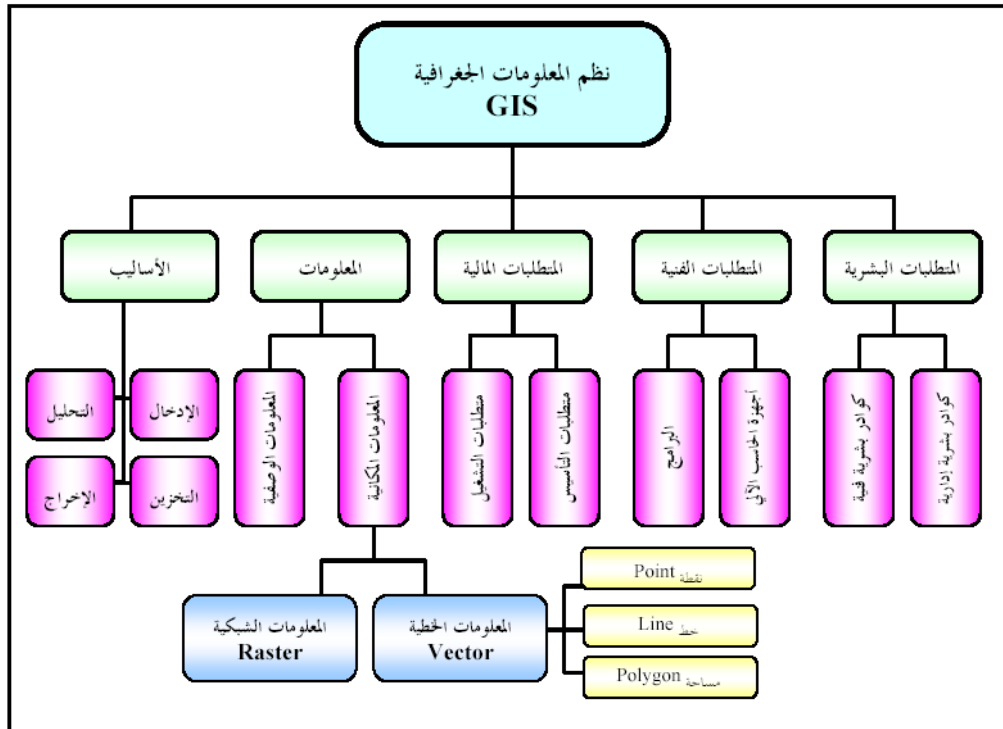 نظم المعلومات الجغرافية
GIS
المتطلبات البشرية
المتطلبات الفنية
المتطلبات المالية
المعلومات
الأساليب
كوادر بشرية إدارية
كوادر بشرية فنية
أجهزة الحاسب الآلي
البرامج
متطلبات التأسيس
متطلبات التشغيل
المعلومات المكانية
المعلومات الوصفية
الإدخال
التحليل
التخزين
الإخراج
المعلومات الخطية
Vector
المعلومات الشبكية
Raster
نقطة Point
خط Line
مساحة Polygon